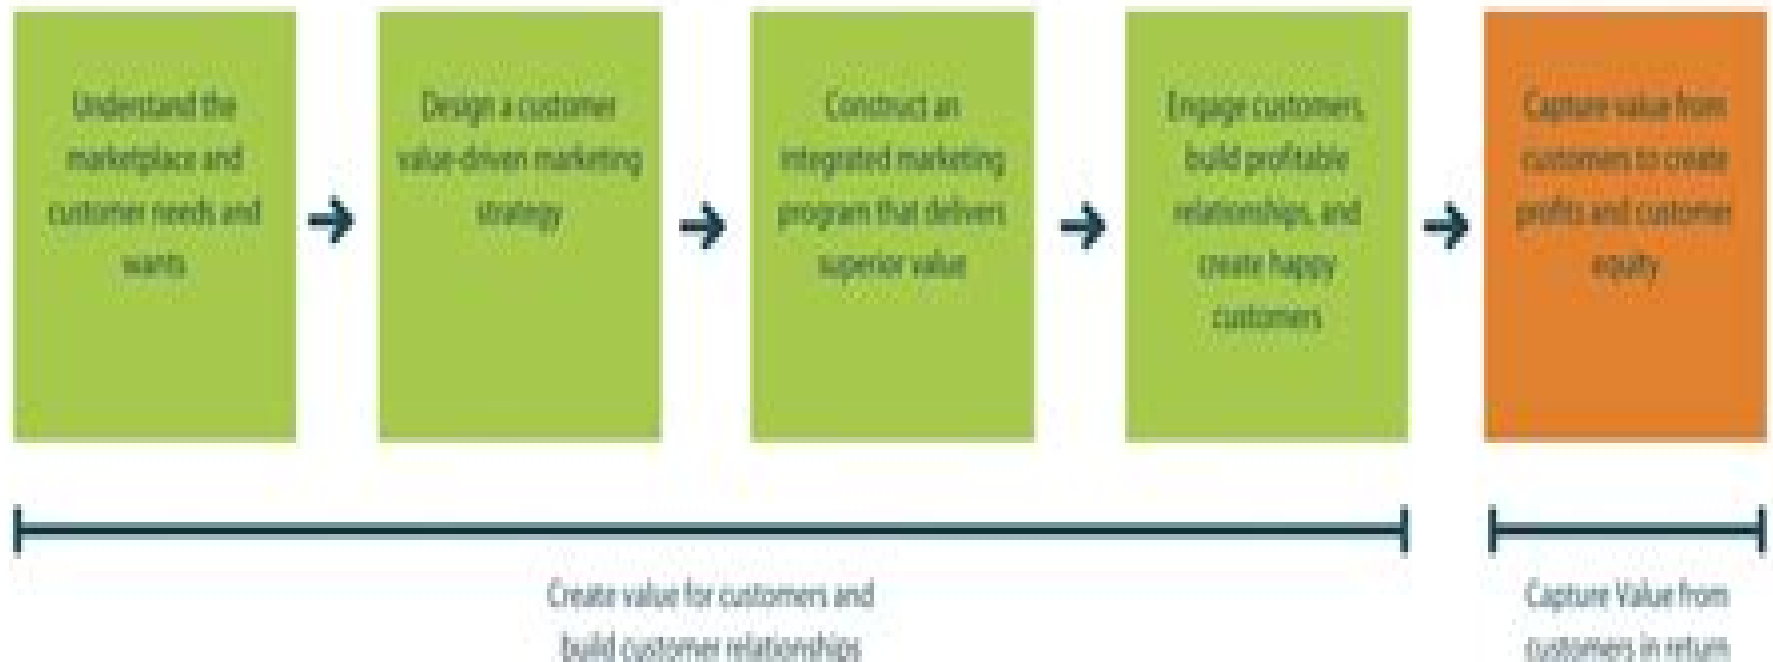 Understand the
marketplace and
customer needs and
wants
Design a customer
value-driven marketing
strategy
Construct an
integrated marketing
program that delivers
superior value
Engage customers,
build profitable
relationships, and
create happy
customers
Capture value from
customers to create
profits and customer
equity
Create value for customers and
build customer relationships
Capture Value from
customers in return